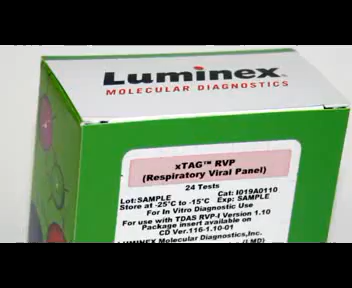 Luminex
MOLECULAR DIAGNOSTICS
xTAG™ RVP
(Respiratory Viral Panel)
24 Tests
Lot:SAMPLE Cat: I019A0110
Store at -25°C to -15°C Exp: SAMPLE
For In Vitro Diagnostic Use
For use with TDAS RVP-I Version 1.10
Package insert available on
CD Ver.116-1.10-01
LUMINEX Molecular Diagnostics,Inc.
(LMD)